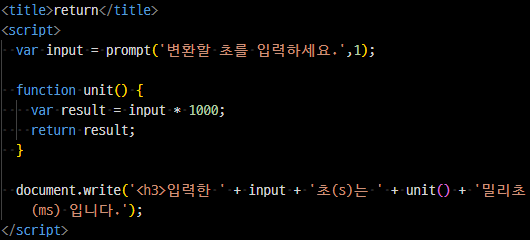 <title>return</title>
<script>
var input = prompt('변환할 초를 입력하세요.',1);
function unit() {
var result = input * 1000;
return result;
}
document.write('<h3>입력한 ' + input + '초(s)는 ' + unit() + '밀리초
(ms) 입니다.');
</script>